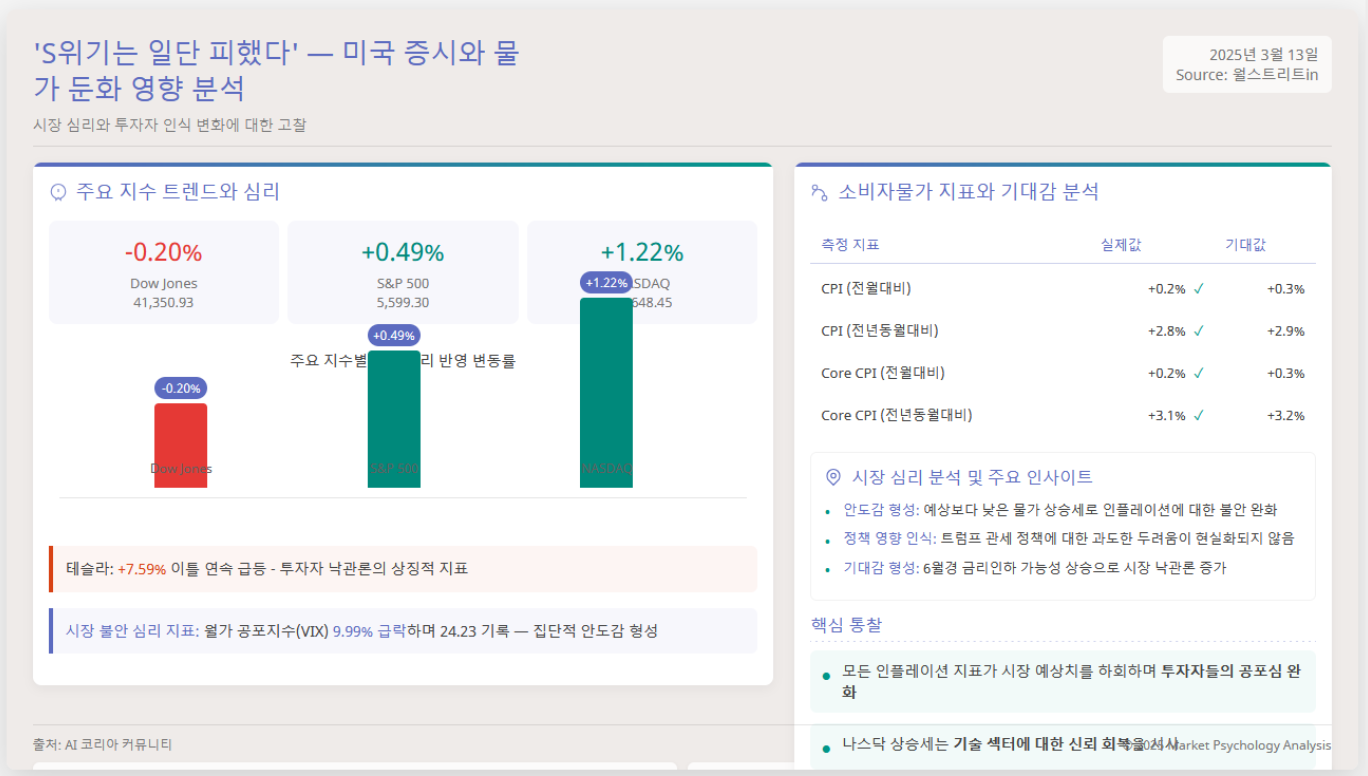 'S위기는 일단 피했다' — 미국 증시와 물
가 둔화 영향 분석
시장 심리와 투자자 인식 변화에 대한 고찰
2025년 3월 13일
Source: 월스트리트in
주요 지수 트렌드와 심리
-0.20%
Dow Jones
41,350.93
+0.49%
S&P 500
5,599.30
+1.22%
648.45
주요 지수별 리 반영 변동률
-0.20%
+0.49%
+1.22%
Dow Jones
S&P 500
NASDAQ
테슬라: +7.59% 이틀 연속 급등 - 투자자 낙관론의 상징적 지표
시장 불안 심리 지표: 월가 공포지수(VIX) 9.99% 급락하며 24.23 기록 — 집단적 안도감 형성
소비자물가 지표와 기대감 분석
측정 지표 실제값 기대값
CPI (전월대비) +0.2% ✓ +0.3%
CPI (전년동월대비) +2.8% ✓ +2.9%
Core CPI (전월대비) +0.2% ✓ +0.3%
Core CPI (전년동월대비) +3.1% ✓ +3.2%
시장 심리 분석 및 주요 인사이트
• 안도감 형성: 예상보다 낮은 물가 상승세로 인플레이션에 대한 불안 완화
• 정책 영향 인식: 트럼프 관세 정책에 대한 과도한 두려움이 현실화되지 않음
• 기대감 형성: 6월경 금리인하 가능성 상승으로 시장 낙관론 증가
핵심 통찰
● 모든 인플레이션 지표가 시장 예상치를 하회하며 투자자들의 공포심 완
화
● 나스닥 상승세는 기술 섹터에 대한 신뢰 회복을 시사
출처: AI 코리아 커뮤니티
© 2025 Market Psychology Analysis